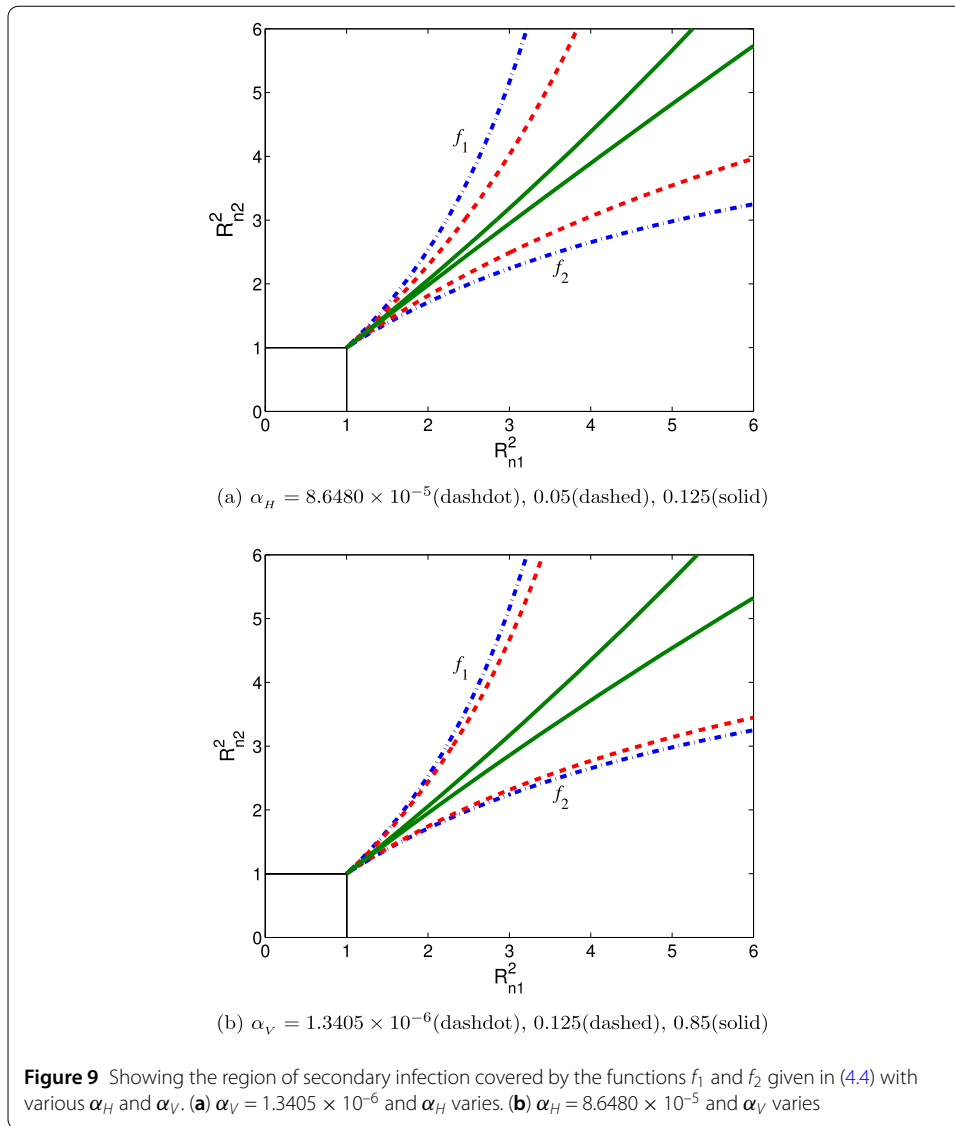 6
5
4
3
2
1
0
R²n2
f1
f2
0 1 2 3 4 5 6
R²n1
(a) αH = 8.6480 × 10−5(dashdot), 0.05(dashed), 0.125(solid)
6
5
4
3
2
1
0
R²n2
f1
f2
0 1 2 3 4 5 6
R²n1
(b) αV = 1.3405 × 10−6(dashdot), 0.125(dashed), 0.85(solid)
Figure 9 Showing the region of secondary infection covered by the functions f1 and f2 given in (4.4) with
various αH and αV. (a) αV = 1.3405 × 10–6 and αH varies. (b) αH = 8.6480 × 10–5 and αV varies